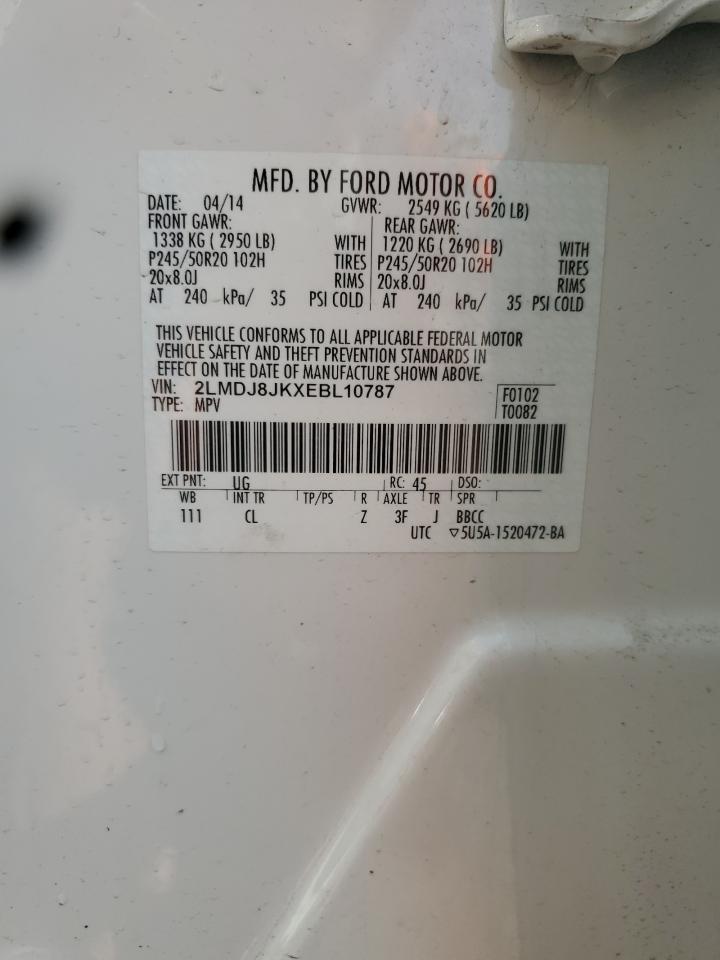 MFD. BY FORD MOTOR CO.
DATE: 04/14 GVWR: 2549 KG ( 5620 LB)
FRONT GAWR: REAR GAWR:
1338 KG ( 2950 LB) WITH 1220 KG ( 2690 LB) WITH
P245/50R20 102H TIRES P245/50R20 102H TIRES
20x8.0J RIMS 20x8.0J RIMS
AT 240 kPa/ 35 PSI COLD AT 240 kPa/ 35 PSI COLD
THIS VEHICLE CONFORMS TO ALL APPLICABLE FEDERAL MOTOR
VEHICLE SAFETY AND THEFT PREVENTION STANDARDS IN
EFFECT ON THE DATE OF MANUFACTURE SHOWN ABOVE.
VIN: 2LMDJ8JKXEBL10787 F0102
TYPE: MPV T0082
EXT PNT: UG RC: 45 DSO:
WB INT TR TP/PS R AXLE TR SPR
111 CL Z 3F J BBCC
UTC ▽5U5A-1520472-BA